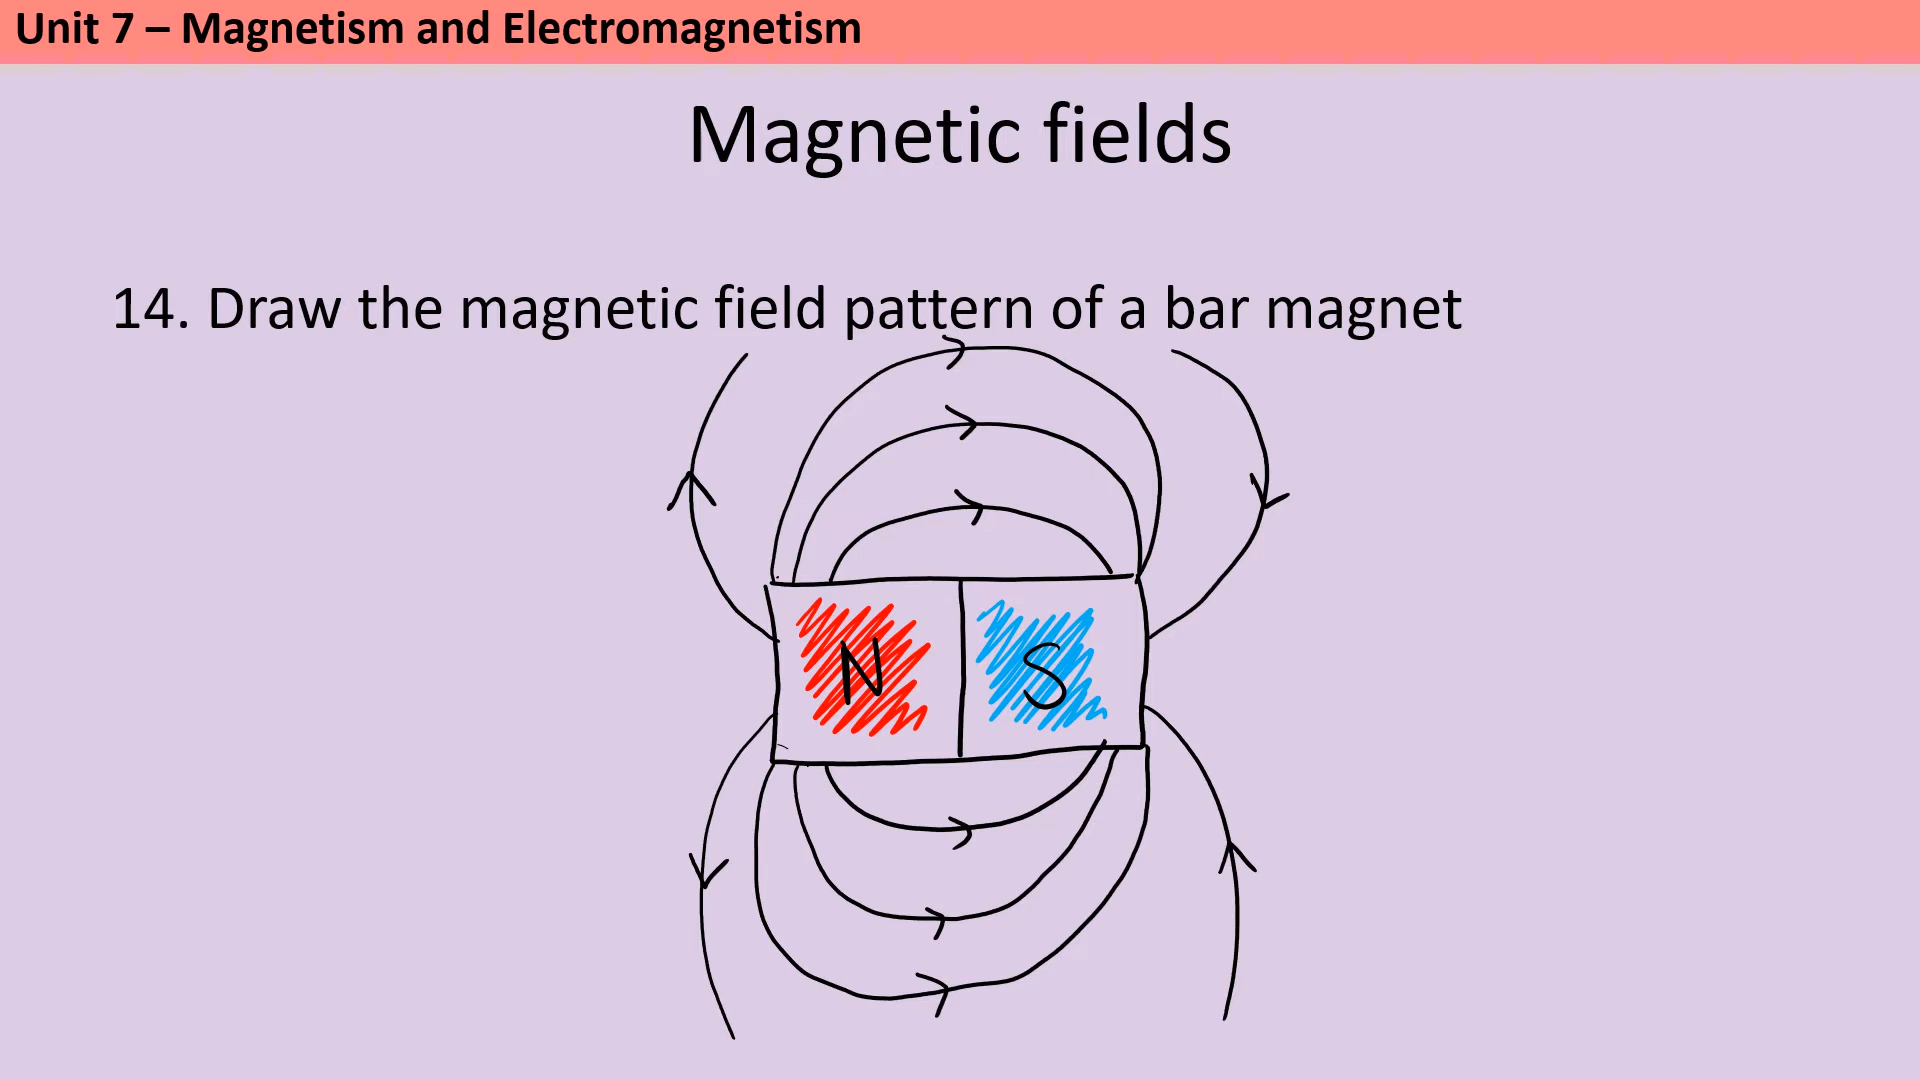 Unit 7 – Magnetism and Electromagnetism
Magnetic fields
14. Draw the magnetic field pattern of a bar magnet
N S